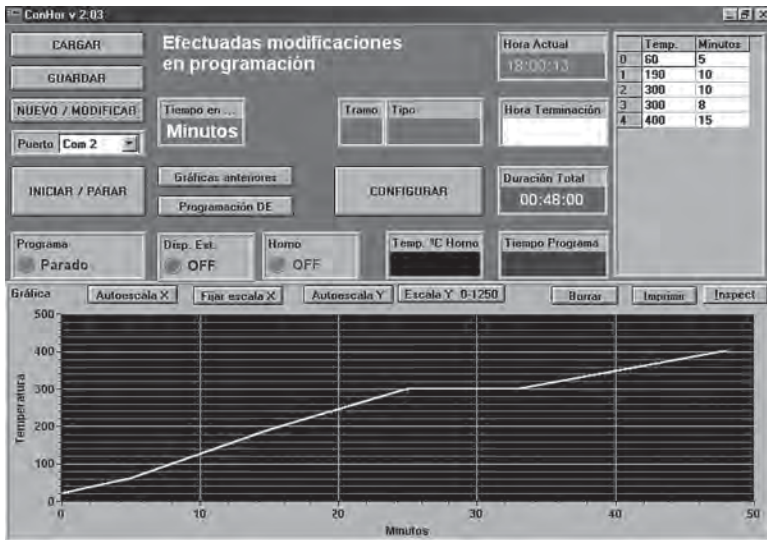 ConHor v 2.03
CARGAR
GUARDAR
NUEVO / MODIFICAR
Puerto Com 2
INICIAR / PARAR
Efectuadas modificaciones
en programación
Tiempo en ...
Minutos
Tramo Tipo
Gráficas anteriores
Programación DE
CONFIGURAR
Hora Actual
18:00:13
Hora Terminación
Duración Total
00:48:00
Temp. Minutos
0 60 5
1 190 10
2 300 10
3 300 8
4 400 15
Programa
Parado
Disp. Ext.
OFF
Horno
OFF
Temp. ºC Horno
Tiempo Programa
Gráfica
Autoescala X
Fijar escala X
Autoescala Y
Escala Y 0-1250
Borrar
Imprimir
Inspect
Temperatura
500
400
300
200
100
0
0 10 20 30 40 50
Minutos